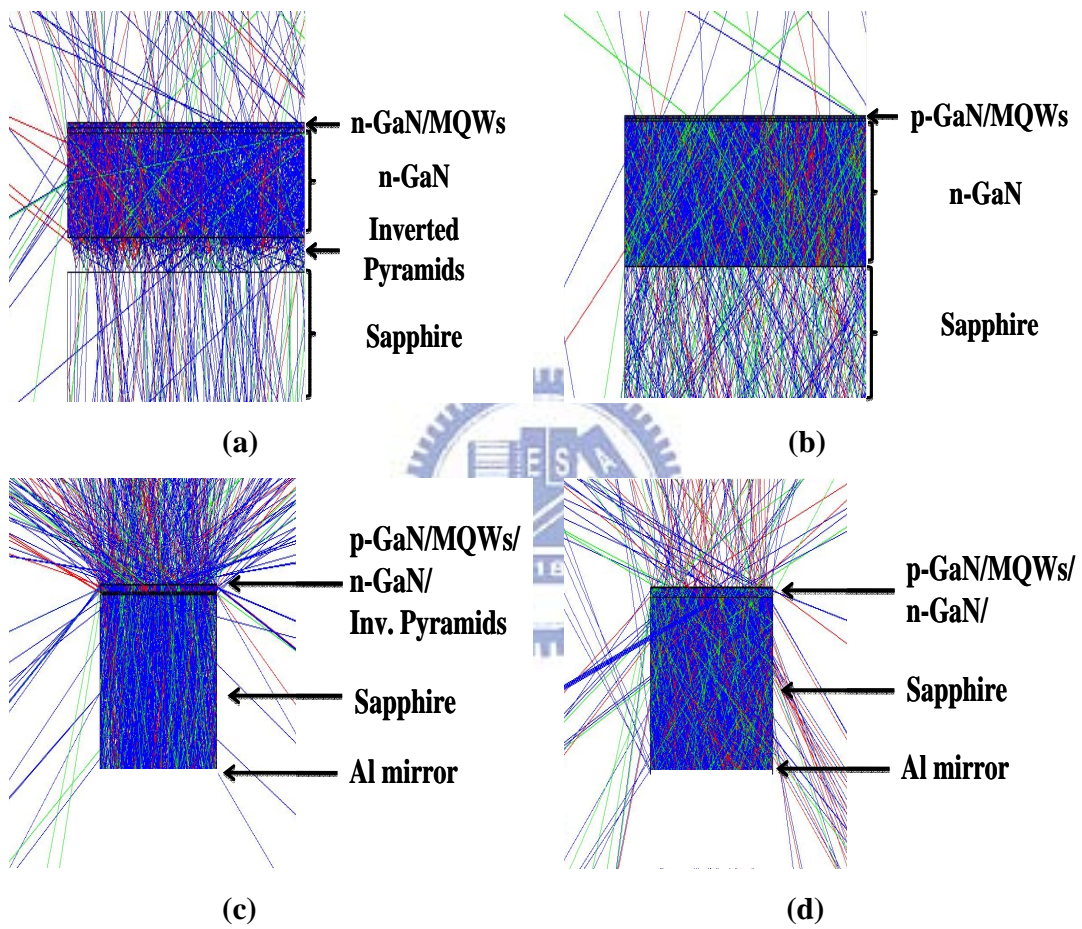 n-GaN/MQWs
n-GaN
Inverted
Pyramids
Sapphire
(a)
p-GaN/MQWs
n-GaN
Sapphire
(b)
p-GaN/MQWs/
n-GaN/
Inv. Pyramids
Sapphire
Al mirror
(c)
p-GaN/MQWs/
n-GaN/
Sapphire
Al mirror
(d)
E S A
18